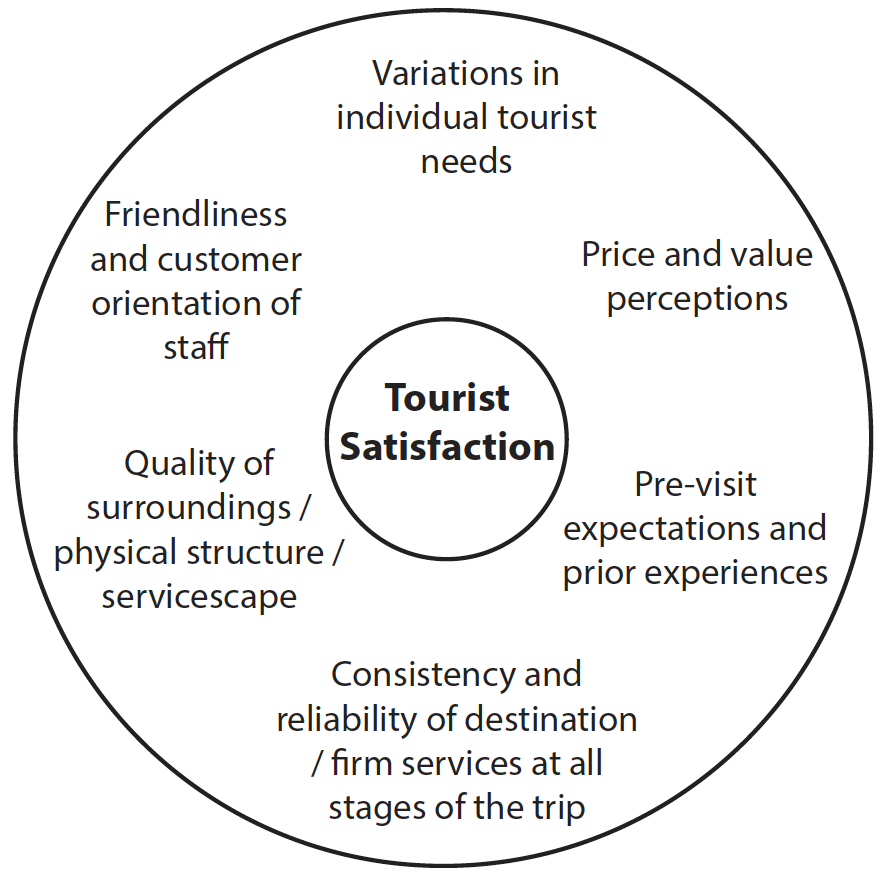 Variations in
individual tourist
needs
Price and value
perceptions
Pre-visit
expectations and
prior experiences
Consistency and
reliability of destination
/ firm services at all
stages of the trip
Quality of
surroundings /
physical structure /
servicescape
Friendliness
and customer
orientation of
staff
Tourist
Satisfaction